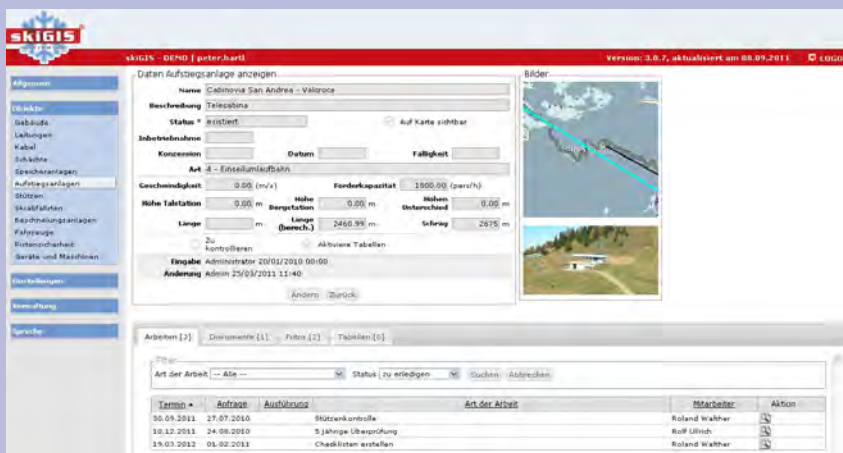 skiGIS
skiGIS - DEMO | peter.hartl
Version: 3.0.7, aktualisiert am 08.09.2011
LOGO
Allgemein
Objekte
Gebäude
Leitungen
Kabel
Schächte
Speicheranlagen
Aufstiegsanlagen
Stützen
Skiabfahrten
Beschneiungsanlagen
Fahrzeuge
Pistensicherheit
Geräte und Maschinen
Einstellungen
Verwaltung
Sprache
Daten Aufstiegsanlage anzeigen
Name Cabinovia San Andrea - Valcroce
Beschreibung Telecabina
Status * existiert Auf Karte sichtbar
Inbetriebnahme
Konzession Datum Fälligkeit
Art 4 - Einseilumlaufbahn
Geschwindigkeit 0.00 (m/s) Förderkapazität 1800.00 (pers/h)
Höhe Talstation 0.00 m Höhe Bergstation 0.00 m Höhen Unterschied 0.00 m
Länge m Länge (berech.) 2460.99 m Schräg 2675 m
Zu kontrollieren Aktiviere Tabellen
Eingabe Administrator 20/01/2010 00:00
Änderung Admin 25/03/2011 11:40
Ändern Zurück
Bilder
Arbeiten [3] Dokumente [1] Fotos [2] Tabellen [0]
Filter
Art der Arbeit -- Alle -- Status zu erledigen Suchen Abbrechen
Termin Anfrage Ausführung Art der Arbeit Mitarbeiter Aktion
30.09.2011 27.07.2010 Stützenkontrolle Roland Walther
10.12.2011 24.08.2010 5 jährige Überprüfung Rolf Ullrich
19.03.2012 01.02.2011 Checklisten erstellen Roland Walther